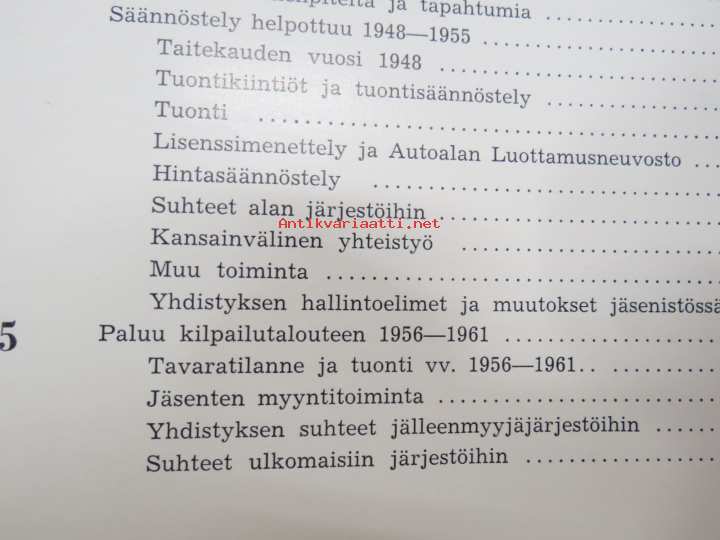 ja tapahtumia ....................
Säännöstely helpottuu 1948—1955 ....................
Taitekauden vuosi 1948 ....................
Tuontikiintiöt ja tuontisäännöstely ....................
Tuonti ....................
Lisenssimenettely ja Autoalan Luottamusneuvosto ...
Hintasäännöstely ....................
Suhteet alan järjestöihin ....................
Antikvariaatti.net
Kansainvälinen yhteistyö ....................
Muu toiminta ....................
Yhdistyksen hallintoelimet ja muutokset jäsenistössä
5 Paluu kilpailutalouteen 1956—1961 ....................
Tavaratilanne ja tuonti vv. 1956—1961.. ..........
Jäsenten myyntitoiminta ....................
Yhdistyksen suhteet jälleenmyyjäjärjestöihin ......
Suhteet ulkomaisiin järjestöihin ....................